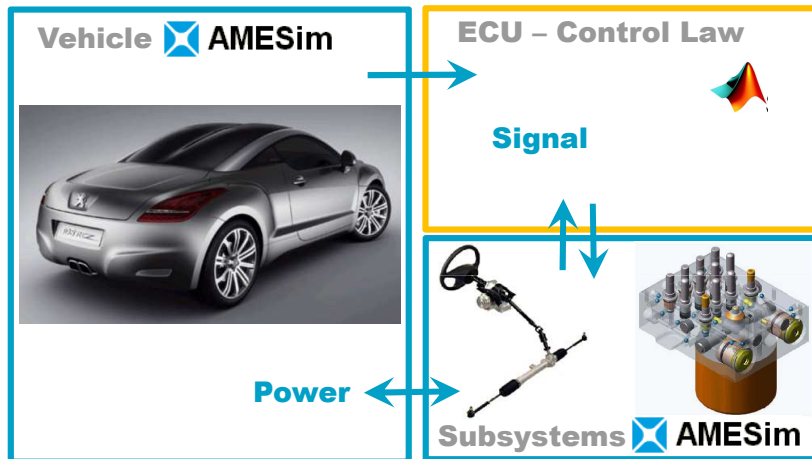 Vehicle AMESim
ECU – Control Law
Signal
Power
Subsystems AMESim